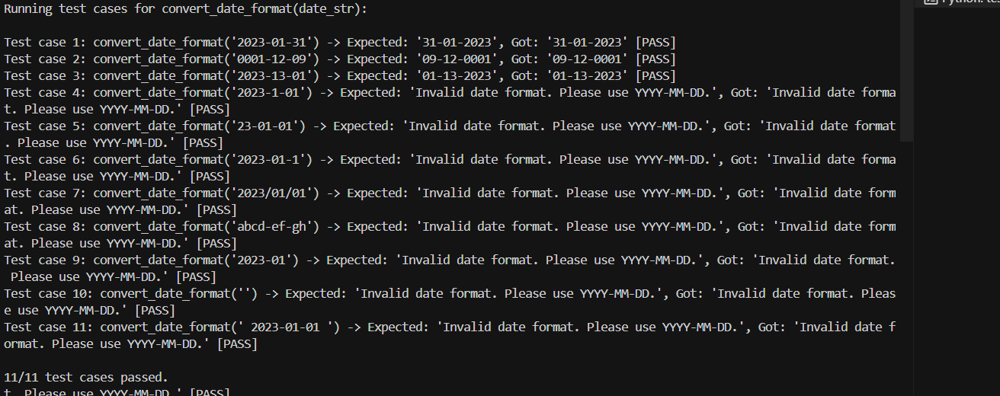 Python: te
Running test cases for convert_date_format(date_str):
Test case 1: convert_date_format('2023-01-31') -> Expected: '31-01-2023', Got: '31-01-2023' [PASS]
Test case 2: convert_date_format('0001-12-09') -> Expected: '09-12-0001', Got: '09-12-0001' [PASS]
Test case 3: convert_date_format('2023-13-01') -> Expected: '01-13-2023', Got: '01-13-2023' [PASS]
Test case 4: convert_date_format('2023-1-01') -> Expected: 'Invalid date format. Please use YYYY-MM-DD.', Got: 'Invalid date forma
t. Please use YYYY-MM-DD.' [PASS]
Test case 5: convert_date_format('23-01-01') -> Expected: 'Invalid date format. Please use YYYY-MM-DD.', Got: 'Invalid date format
. Please use YYYY-MM-DD.' [PASS]
Test case 6: convert_date_format('2023-01-1') -> Expected: 'Invalid date format. Please use YYYY-MM-DD.', Got: 'Invalid date forma
t. Please use YYYY-MM-DD.' [PASS]
Test case 7: convert_date_format('2023/01/01') -> Expected: 'Invalid date format. Please use YYYY-MM-DD.', Got: 'Invalid date form
at. Please use YYYY-MM-DD.' [PASS]
Test case 8: convert_date_format('abcd-ef-gh') -> Expected: 'Invalid date format. Please use YYYY-MM-DD.', Got: 'Invalid date form
at. Please use YYYY-MM-DD.' [PASS]
Test case 9: convert_date_format('2023-01') -> Expected: 'Invalid date format. Please use YYYY-MM-DD.', Got: 'Invalid date format.
 Please use YYYY-MM-DD.' [PASS]
Test case 10: convert_date_format('') -> Expected: 'Invalid date format. Please use YYYY-MM-DD.', Got: 'Invalid date format. Pleas
e use YYYY-MM-DD.' [PASS]
Test case 11: convert_date_format(' 2023-01-01 ') -> Expected: 'Invalid date format. Please use YYYY-MM-DD.', Got: 'Invalid date f
ormat. Please use YYYY-MM-DD.' [PASS]
11/11 test cases passed.
t. Please use YYYY-MM-DD.' [PASS]